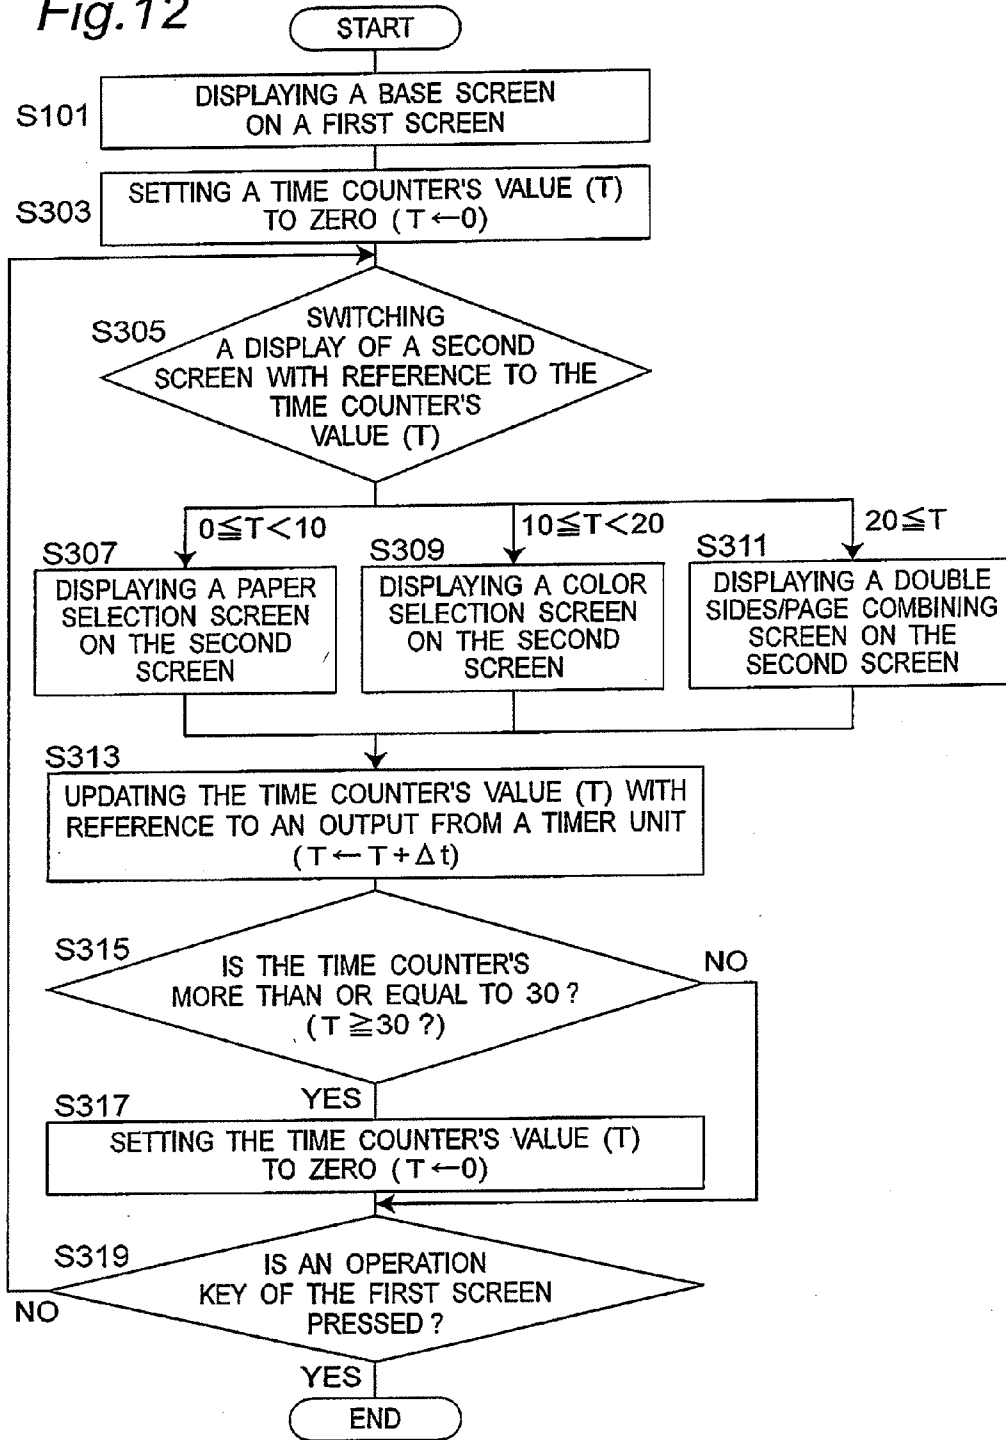 Fig.12
START
S101
DISPLAYING A BASE SCREEN
ON A FIRST SCREEN
S303
SETTING A TIME COUNTER'S VALUE (T)
TO ZERO (T←0)
S305
SWITCHING
A DISPLAY OF A SECOND
SCREEN WITH REFERENCE TO THE
TIME COUNTER'S
VALUE (T)
0≦T<10
10≦T<20
20≦T
S307
DISPLAYING A PAPER
SELECTION SCREEN
ON THE SECOND
SCREEN
S309
DISPLAYING A COLOR
SELECTION SCREEN
ON THE SECOND
SCREEN
S311
DISPLAYING A DOUBLE
SIDES/PAGE COMBINING
SCREEN ON THE
SECOND SCREEN
S313
UPDATING THE TIME COUNTER'S VALUE (T) WITH
REFERENCE TO AN OUTPUT FROM A TIMER UNIT
(T←T+Δt)
S315
IS THE TIME COUNTER'S
MORE THAN OR EQUAL TO 30?
(T≧30?)
NO
YES
S317
SETTING THE TIME COUNTER'S VALUE (T)
TO ZERO (T←0)
S319
IS AN OPERATION
KEY OF THE FIRST SCREEN
PRESSED?
NO
YES
END